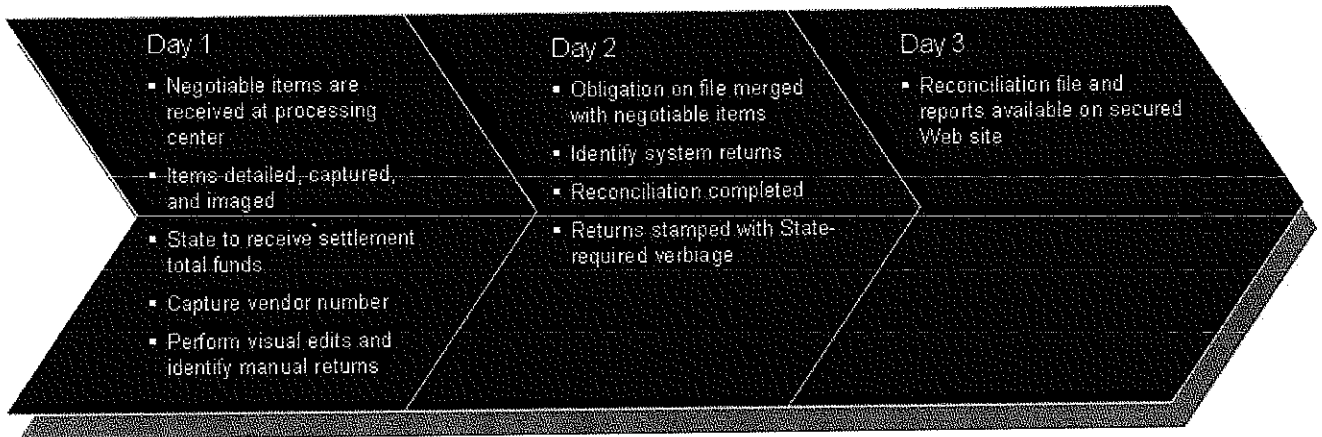 Day 1
▪ Negotiable items are
received at processing
center
▪ Items detailed, captured,
and imaged
▪ State to receive settlement
total funds
▪ Capture vendor number
▪ Perform visual edits and
identify manual returns
Day 2
▪ Obligation on file merged
with negotiable items
▪ Identify system returns
▪ Reconciliation completed
▪ Returns stamped with State-
required verbiage
Day 3
▪ Reconciliation file and
reports available on secured
Web site